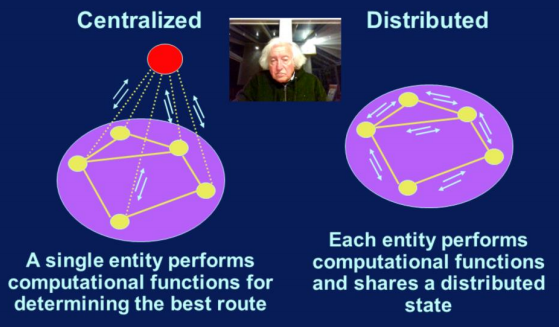 Centralized
Distributed
A single entity performs
computational functions for
determining the best route
Each entity performs
computational functions
and shares a distributed
state